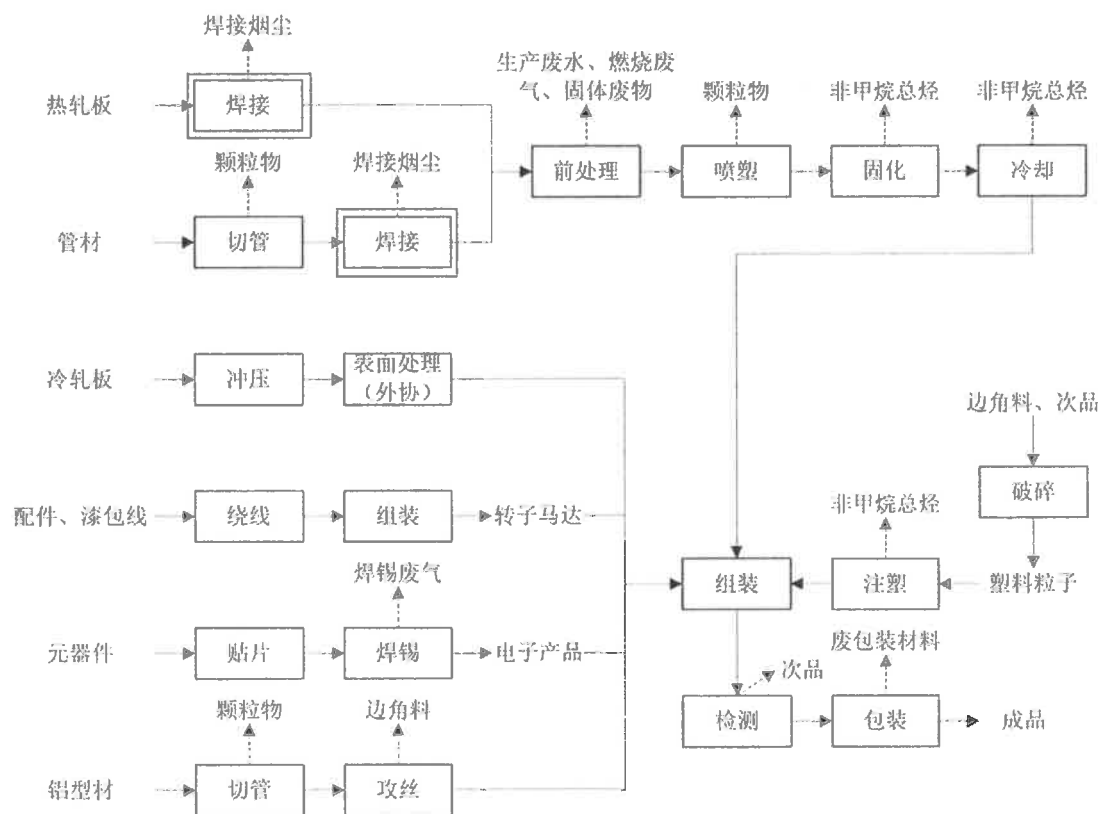 焊接烟尘
热轧板
焊接
生产废水、燃烧废
气、固体废物
颗粒物
非甲烷总烃
非甲烷总烃
颗粒物
焊接烟尘
前处理
喷塑
固化
冷却
管材
切管
焊接
冷轧板
冲压
表面处理
（外协）
边角料、次品
破碎
配件、漆包线
绕线
组装
转子马达
非甲烷总烃
焊锡废气
组装
注塑
塑料粒子
元器件
贴片
焊锡
电子产品
废包装材料
次品
颗粒物
边角料
检测
包装
成品
铝型材
切管
攻丝